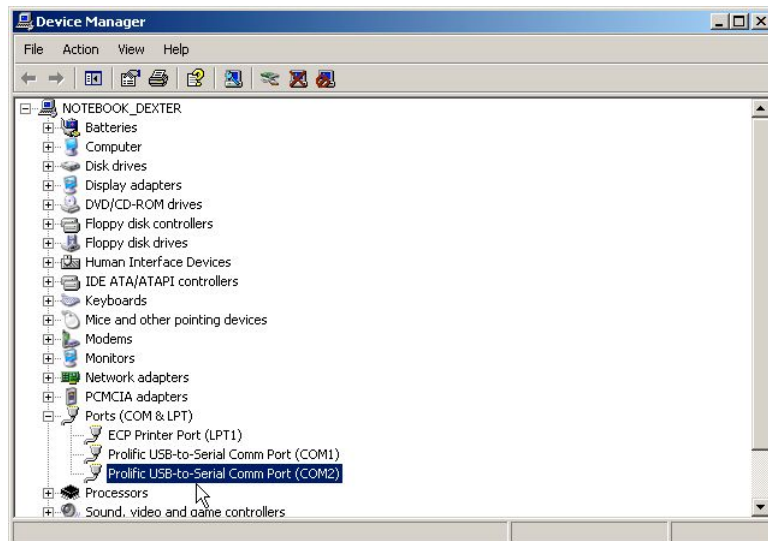 Device Manager
File Action View Help
NOTEBOOK_DEXTER
Batteries
Computer
Disk drives
Display adapters
DVD/CD-ROM drives
Floppy disk controllers
Floppy disk drives
Human Interface Devices
IDE ATA/ATAPI controllers
Keyboards
Mice and other pointing devices
Modems
Monitors
Network adapters
PCMCIA adapters
Ports (COM & LPT)
ECP Printer Port (LPT1)
Prolific USB-to-Serial Comm Port (COM1)
Prolific USB-to-Serial Comm Port (COM2)
Processors
Sound, video and game controllers